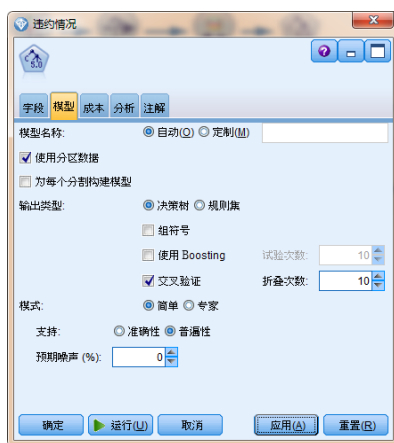 违约情况
C5.0
字段 模型 成本 分析 注解
模型名称: 自动(O) 定制(M)
使用分区数据
为每个分割构建模型
输出类型: 决策树 规则集
组符号
使用 Boosting 试验次数: 10
交叉验证 折叠次数: 10
模式: 简单 专家
支持: 准确性 普遍性
预期噪声 (%): 0
确定 运行(U) 取消 应用(A) 重置(R)